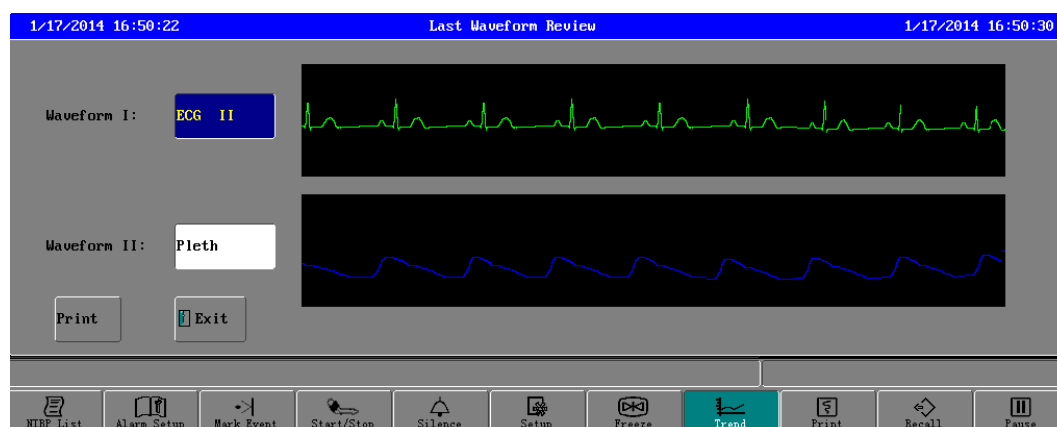 1/17/2014 16:50:22 Last Waveform Review 1/17/2014 16:50:30
Waveform I: ECG II
Waveform II: Pleth
Print Exit
NIBP List Alarm Setup Mark Event Start/Stop Silence Setup Freeze Trend Print Recall Pause